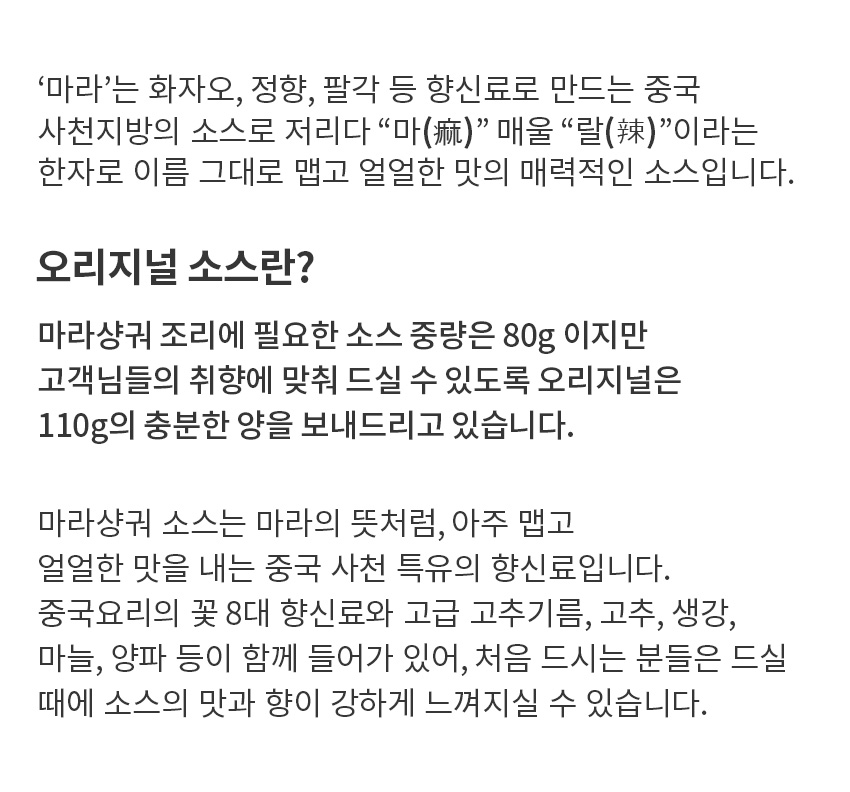 ‘마라’는 화자오, 정향, 팔각 등 향신료로 만드는 중국
사천지방의 소스로 저리다 “마(痲)” 매울 “랄(辣)”이라는
한자로 이름 그대로 맵고 얼얼한 맛의 매력적인 소스입니다.
오리지널 소스란?
마라샹궈 조리에 필요한 소스 중량은 80g 이지만
고객님들의 취향에 맞춰 드실 수 있도록 오리지널은
110g의 충분한 양을 보내드리고 있습니다.
마라샹궈 소스는 마라의 뜻처럼, 아주 맵고
얼얼한 맛을 내는 중국 사천 특유의 향신료입니다.
중국요리의 꽃 8대 향신료와 고급 고추기름, 고추, 생강,
마늘, 양파 등이 함께 들어가 있어, 처음 드시는 분들은 드실
때에 소스의 맛과 향이 강하게 느껴지실 수 있습니다.